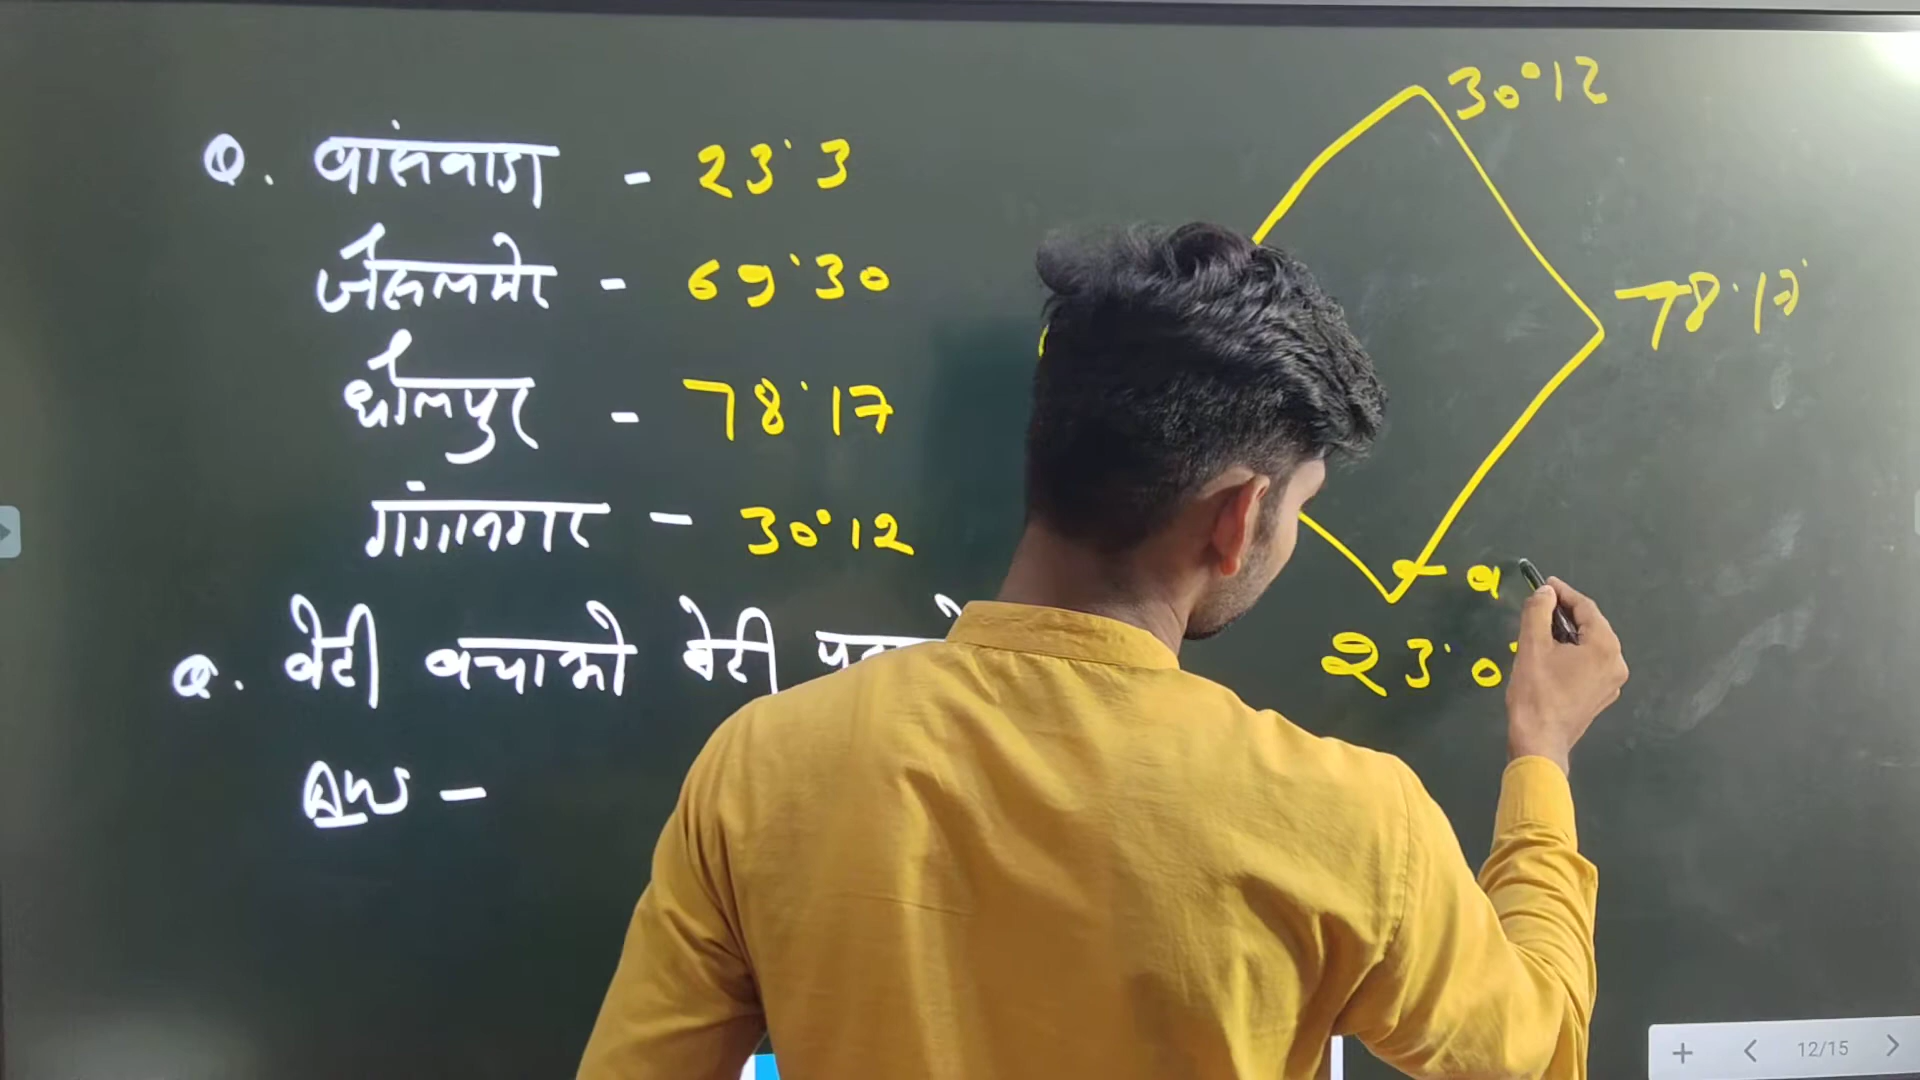 Q. बांसवाडा - 23°3
जैसलमेर - 69°30
धौलपुर - 78°17
गंगानगर - 30°12
Q. बेटी बचाओ बेटी
Ans -
30°12
78°17'
23°0
12/15